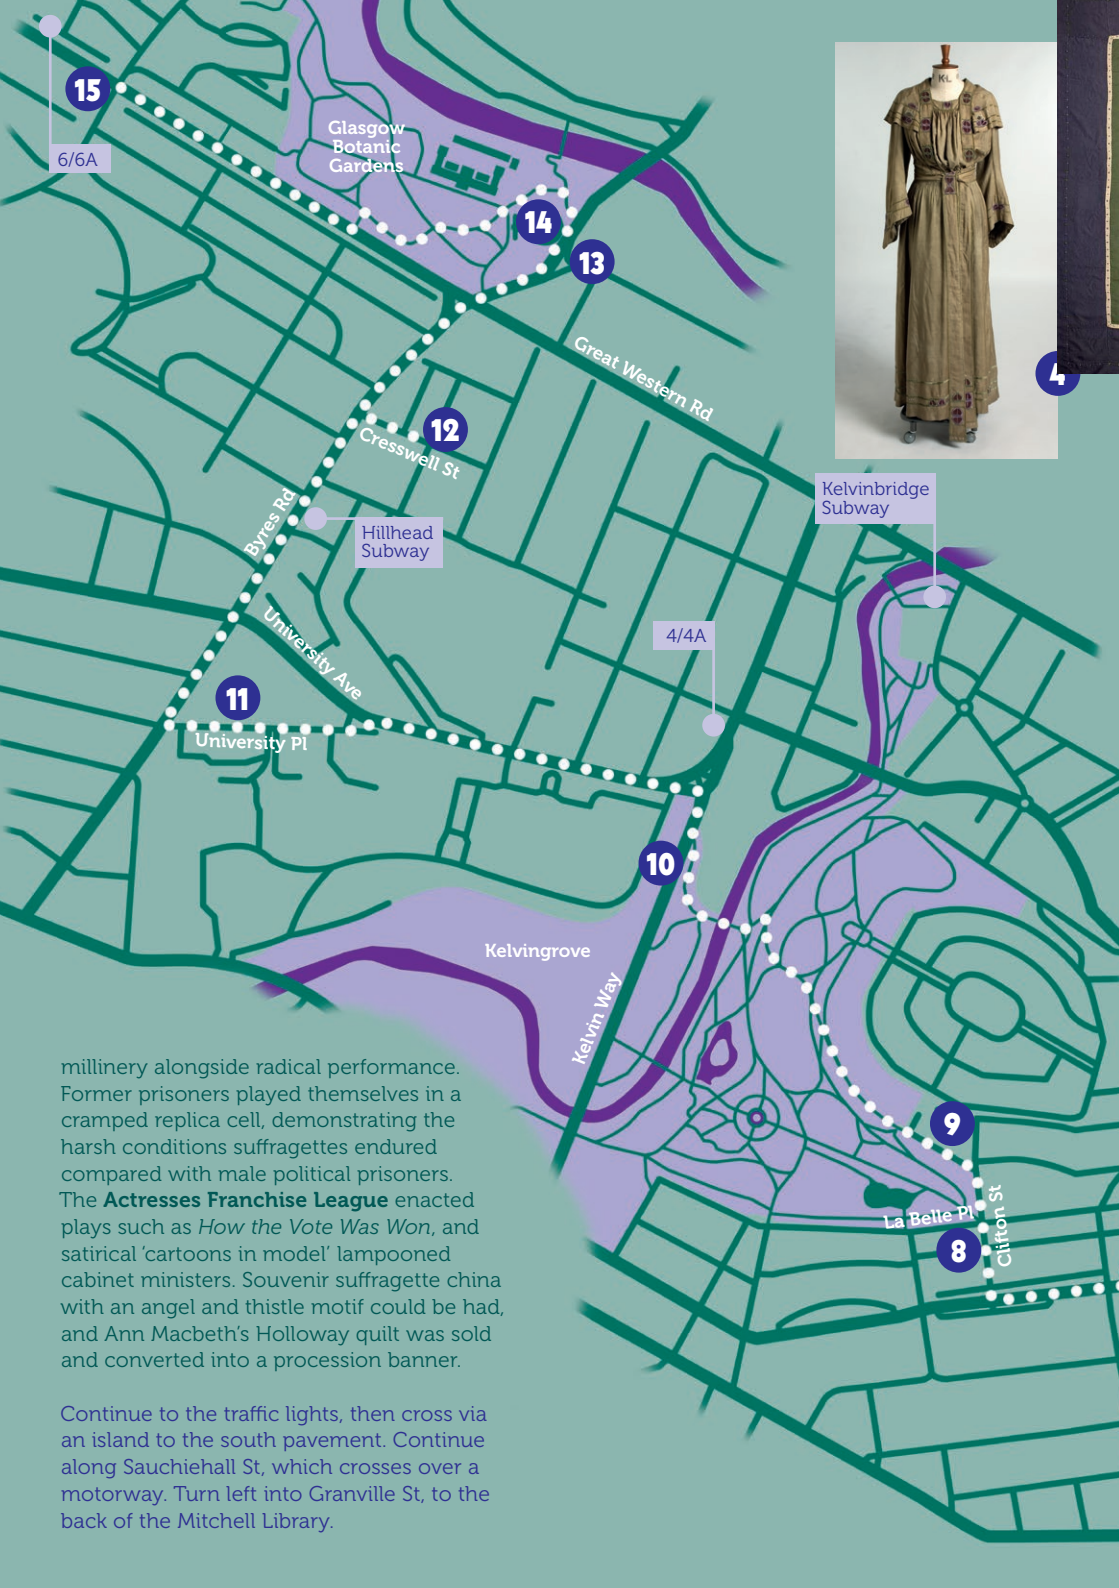 15
6/6A
Glasgow
Botanic
Gardens
14
13
K·L
4
Great Western Rd
12
Cresswell St
Kelvinbridge
Subway
Byres Rd
Hillhead
Subway
University Ave
4/4A
11
University Pl
10
Kelvingrove
Kelvin Way
9
La Belle Pl
Clifton St
8
millinery alongside radical performance.
Former prisoners played themselves in a
cramped replica cell, demonstrating the
harsh conditions suffragettes endured
compared with male political prisoners.
The Actresses Franchise League enacted
plays such as How the Vote Was Won, and
satirical ‘cartoons in model’ lampooned
cabinet ministers. Souvenir suffragette china
with an angel and thistle motif could be had,
and Ann Macbeth’s Holloway quilt was sold
and converted into a procession banner.
Continue to the traffic lights, then cross via
an island to the south pavement. Continue
along Sauchiehall St, which crosses over a
motorway. Turn left into Granville St, to the
back of the Mitchell Library.